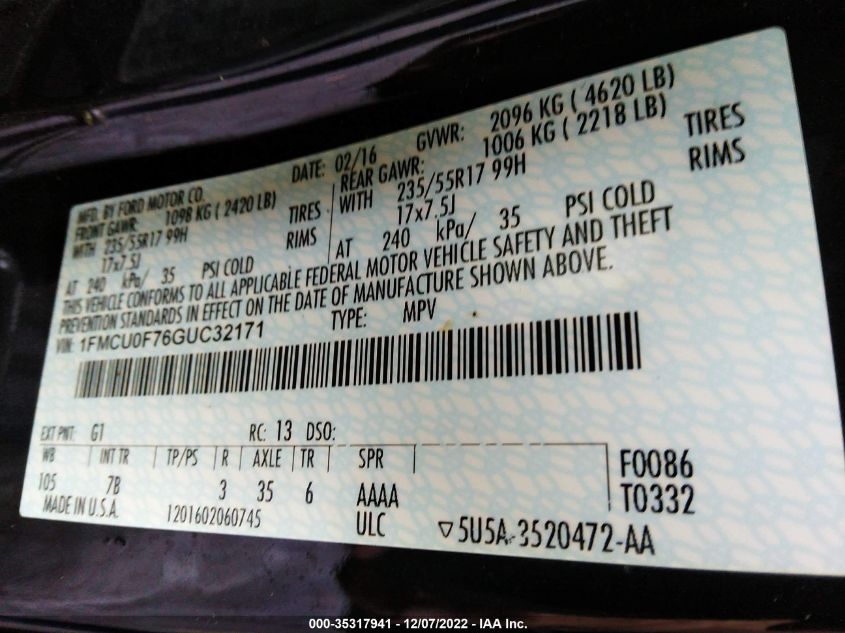 MFD. BY FORD MOTOR CO.
DATE: 02/16 GVWR: 2096 KG ( 4620 LB)
FRONT GAWR: 1098 KG ( 2420 LB)
WITH 235/55R17 99H TIRES
17x7.5J RIMS
AT 240 kPa/ 35 PSI COLD
REAR GAWR: 1006 KG ( 2218 LB)
WITH 235/55R17 99H TIRES
17x7.5J RIMS
AT 240 kPa/ 35 PSI COLD
THIS VEHICLE CONFORMS TO ALL APPLICABLE FEDERAL MOTOR VEHICLE SAFETY AND THEFT
PREVENTION STANDARDS IN EFFECT ON THE DATE OF MANUFACTURE SHOWN ABOVE.
VIN: 1FMCU0F76GUC32171 TYPE: MPV
EXT PNT: G1 RC: 13 DSO:
WB INT TR TP/PS R AXLE TR SPR
105 7B 3 35 6 AAAA
F0086
T0332
MADE IN U.S.A. 1201602060745 ULC ▽5U5A-3520472-AA
000-35317941 - 12/07/2022 - IAA Inc.